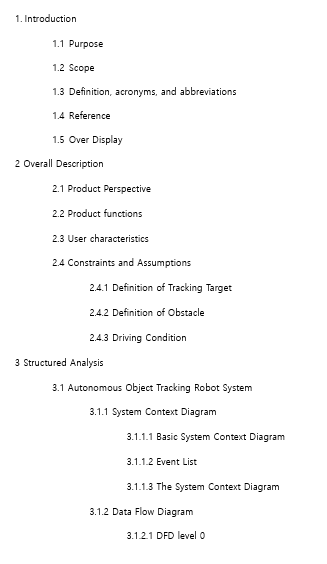 1. Introduction
1.1 Purpose
1.2 Scope
1.3 Definition, acronyms, and abbreviations
1.4 Reference
1.5 Over Display
2 Overall Description
2.1 Product Perspective
2.2 Product functions
2.3 User characteristics
2.4 Constraints and Assumptions
2.4.1 Definition of Tracking Target
2.4.2 Definition of Obstacle
2.4.3 Driving Condition
3 Structured Analysis
3.1 Autonomous Object Tracking Robot System
3.1.1 System Context Diagram
3.1.1.1 Basic System Context Diagram
3.1.1.2 Event List
3.1.1.3 The System Context Diagram
3.1.2 Data Flow Diagram
3.1.2.1 DFD level 0